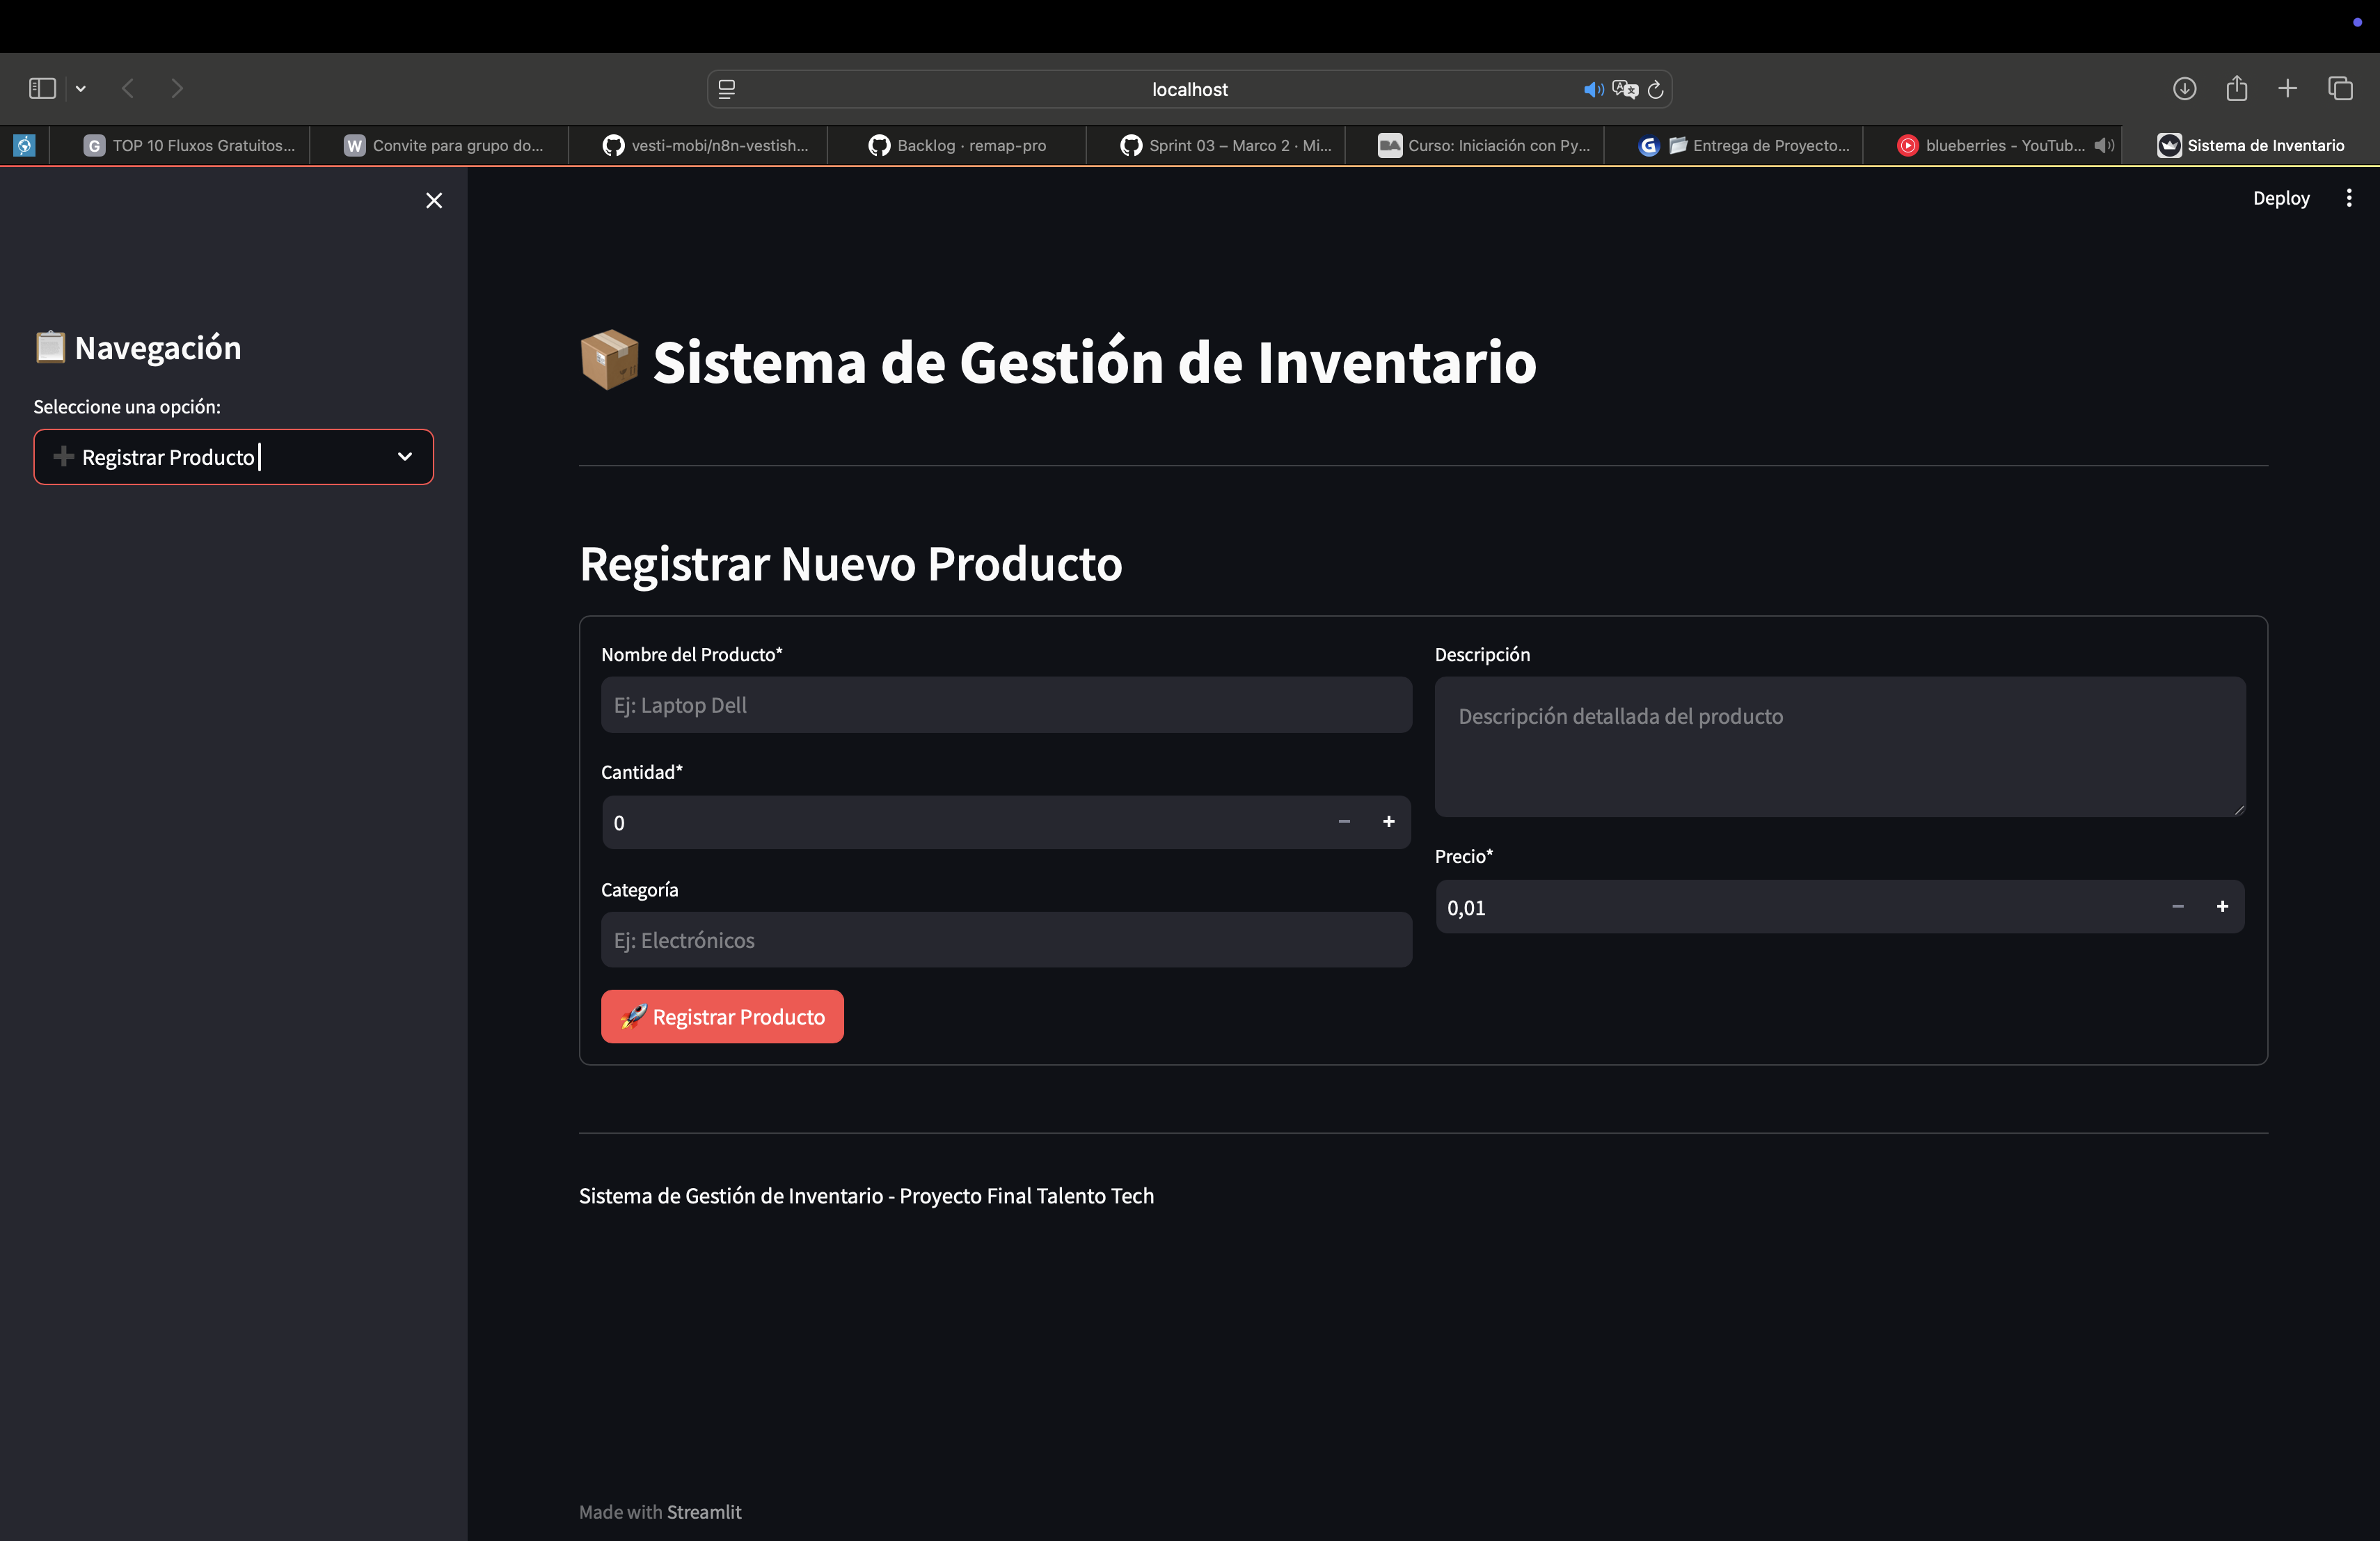 localhost
TOP 10 Fluxos Gratuitos...
Convite para grupo do...
vesti-mobi/n8n-vestish...
Backlog · remap-pro
Sprint 03 – Marco 2 · Mi...
Curso: Iniciación con Py...
Entrega de Proyecto...
blueberries - YouTub...
Sistema de Inventario
Deploy
Navegación
Seleccione una opción:
Registrar Producto
Sistema de Gestión de Inventario
Registrar Nuevo Producto
Nombre del Producto*
Ej: Laptop Dell
Cantidad*
0
Categoría
Ej: Electrónicos
Descripción
Descripción detallada del producto
Precio*
0,01
Registrar Producto
Sistema de Gestión de Inventario - Proyecto Final Talento Tech
Made with Streamlit